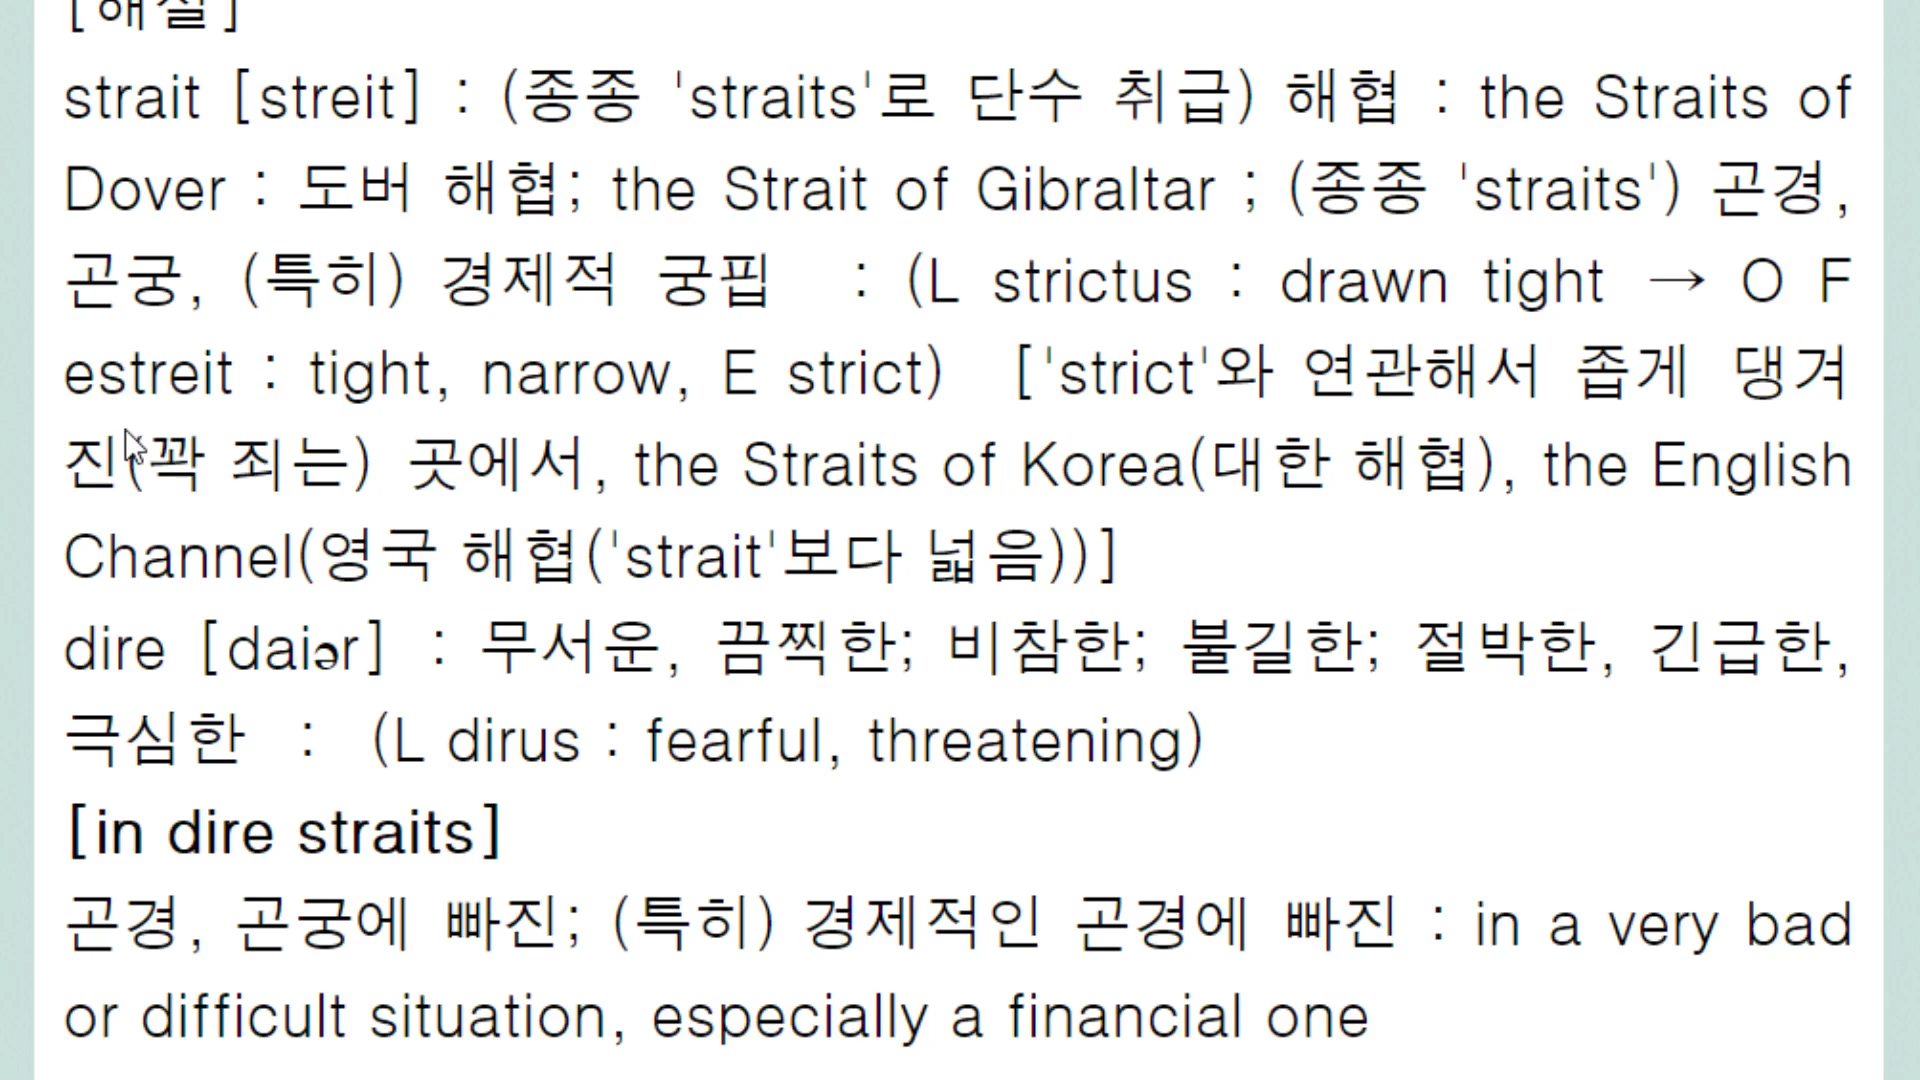 [해설]
strait [streit] : (종종 'straits'로 단수 취급) 해협 : the Straits of
Dover : 도버 해협; the Strait of Gibraltar ; (종종 'straits') 곤경,
곤궁, (특히) 경제적 궁핍 : (L strictus : drawn tight → O F
estreit : tight, narrow, E strict) ['strict'와 연관해서 좁게 댕겨
진(꽉 죄는) 곳에서, the Straits of Korea(대한 해협), the English
Channel(영국 해협('strait'보다 넓음))]
dire [daiər] : 무서운, 끔찍한; 비참한; 불길한; 절박한, 긴급한,
극심한 : (L dirus : fearful, threatening)
[in dire straits]
곤경, 곤궁에 빠진; (특히) 경제적인 곤경에 빠진 : in a very bad
or difficult situation, especially a financial one